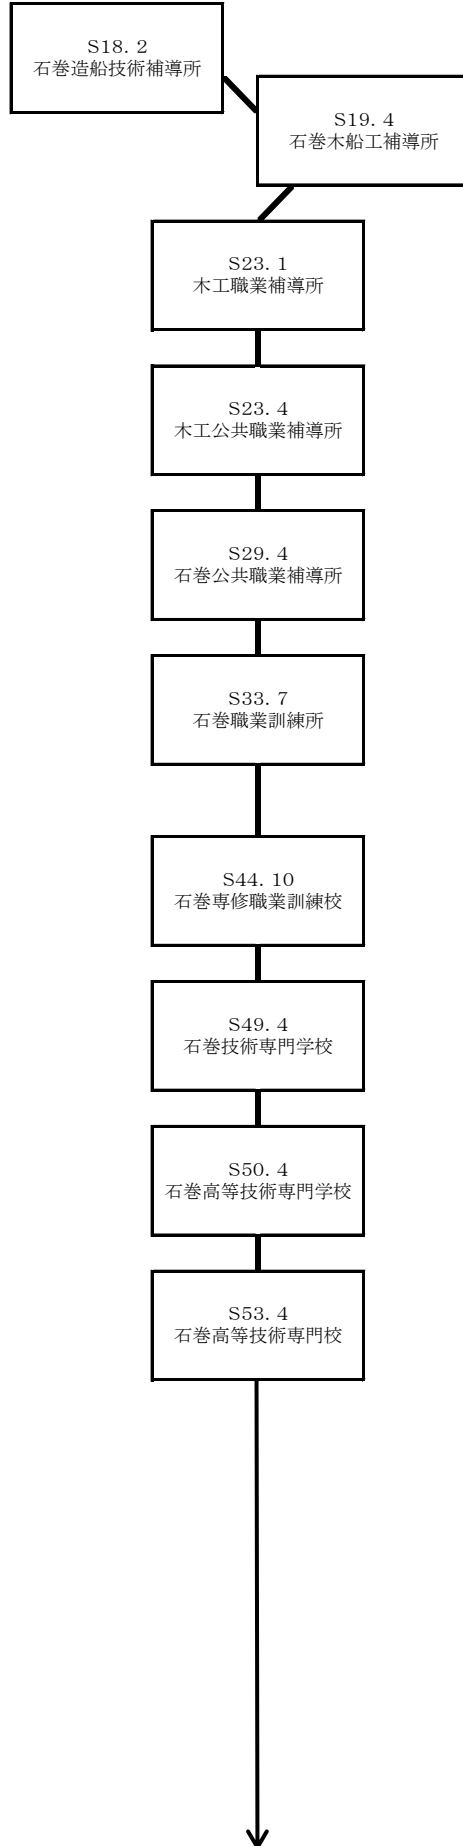 S18. 2
石巻造船技術補導所
S19. 4
石巻木船工補導所
S23. 1
木工職業補導所
S23. 4
木工公共職業補導所
S29. 4
石巻公共職業補導所
S33. 7
石巻職業訓練所
S44. 10
石巻専修職業訓練校
S49. 4
石巻技術専門学校
S50. 4
石巻高等技術専門学校
S53. 4
石巻高等技術専門校